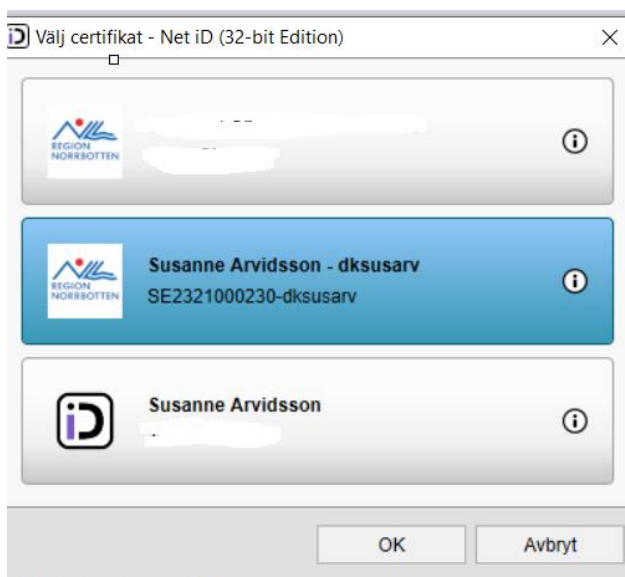 Välj certifikat - Net iD (32-bit Edition)
REGION
NORRBOTTEN
REGION
NORRBOTTEN
Susanne Arvidsson - dksusarv
SE2321000230-dksusarv
iD
Susanne Arvidsson
OK
Avbryt